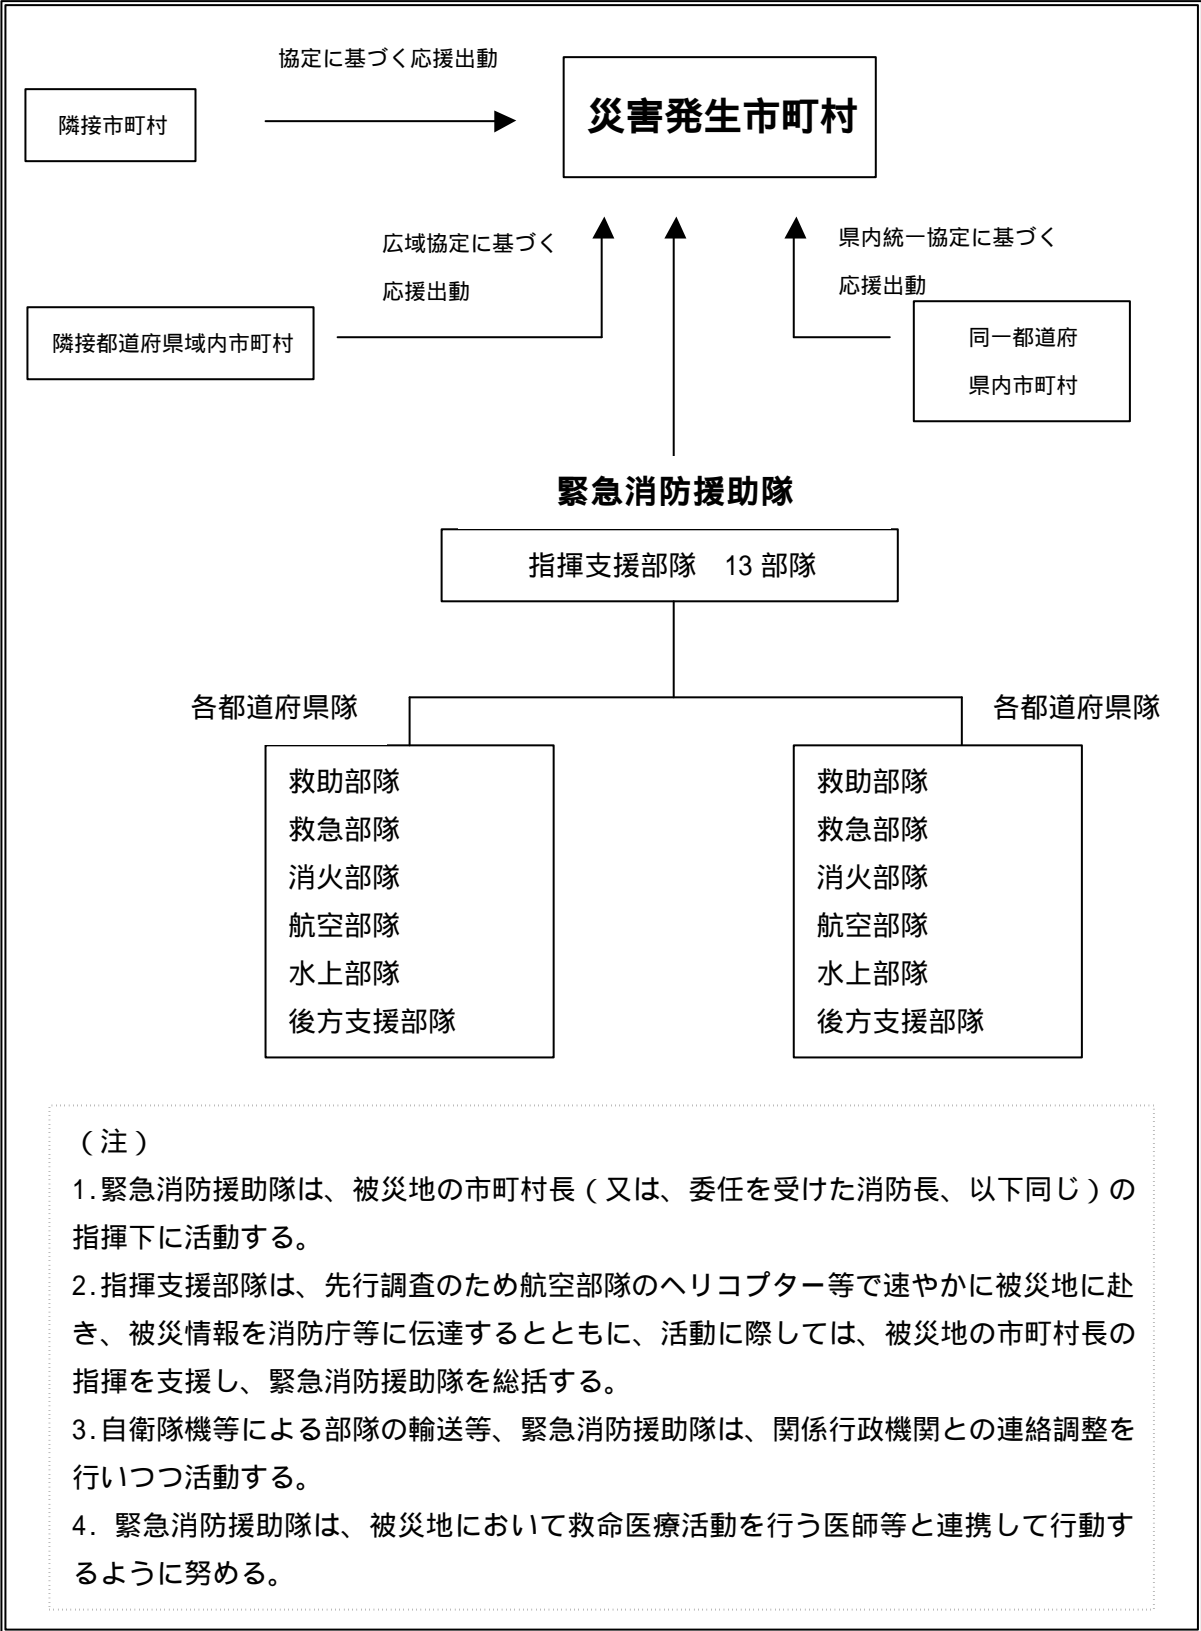 協定に基づく応援出動
隣接市町村
災害発生市町村
広域協定に基づく
応援出動
県内統一協定に基づく
応援出動
隣接都道府県域内市町村
同一都道府
県内市町村
緊急消防援助隊
指揮支援部隊　13 部隊
各都道府県隊
各都道府県隊
救助部隊
救急部隊
消火部隊
航空部隊
水上部隊
後方支援部隊
救助部隊
救急部隊
消火部隊
航空部隊
水上部隊
後方支援部隊
（注）
1.緊急消防援助隊は、被災地の市町村長（又は、委任を受けた消防長、以下同じ）の
指揮下に活動する。
2.指揮支援部隊は、先行調査のため航空部隊のヘリコプター等で速やかに被災地に赴
き、被災情報を消防庁等に伝達するとともに、活動に際しては、被災地の市町村長の
指揮を支援し、緊急消防援助隊を総括する。
3.自衛隊機等による部隊の輸送等、緊急消防援助隊は、関係行政機関との連絡調整を
行いつつ活動する。
4. 緊急消防援助隊は、被災地において救命医療活動を行う医師等と連携して行動す
るように努める。